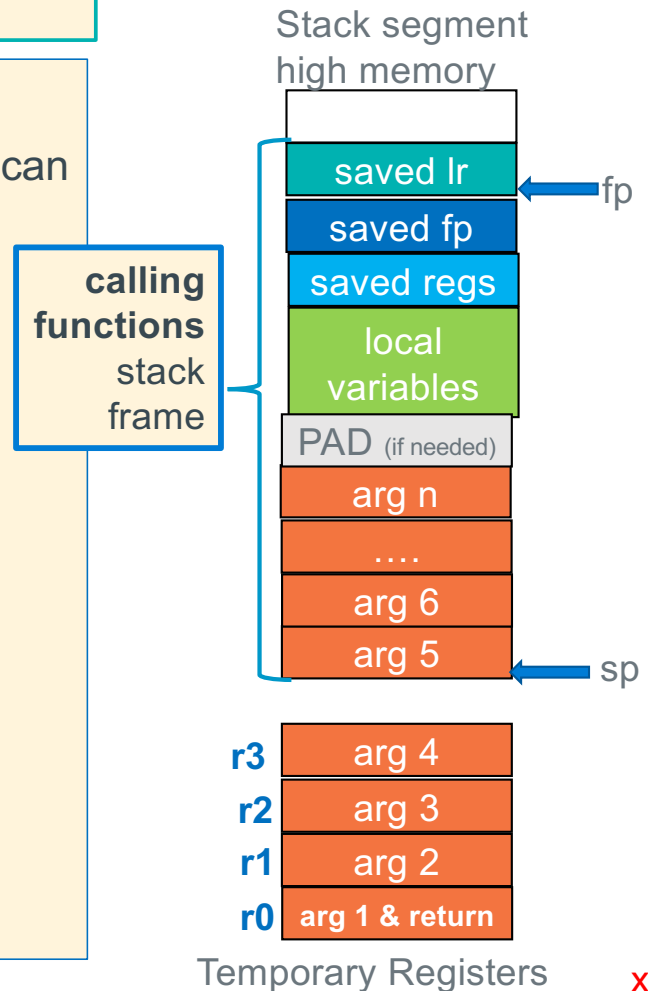 Stack segment
high memory
can
saved lr
fp
saved fp
calling
functions
stack
frame
saved regs
local
variables
PAD (if needed)
arg n
....
arg 6
arg 5
sp
r3 arg 4
r2 arg 3
r1 arg 2
r0 arg 1 & return
Temporary Registers
x